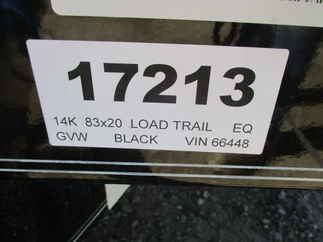 17213
14K 83x20 LOAD TRAIL EQ
GVW BLACK VIN 66448